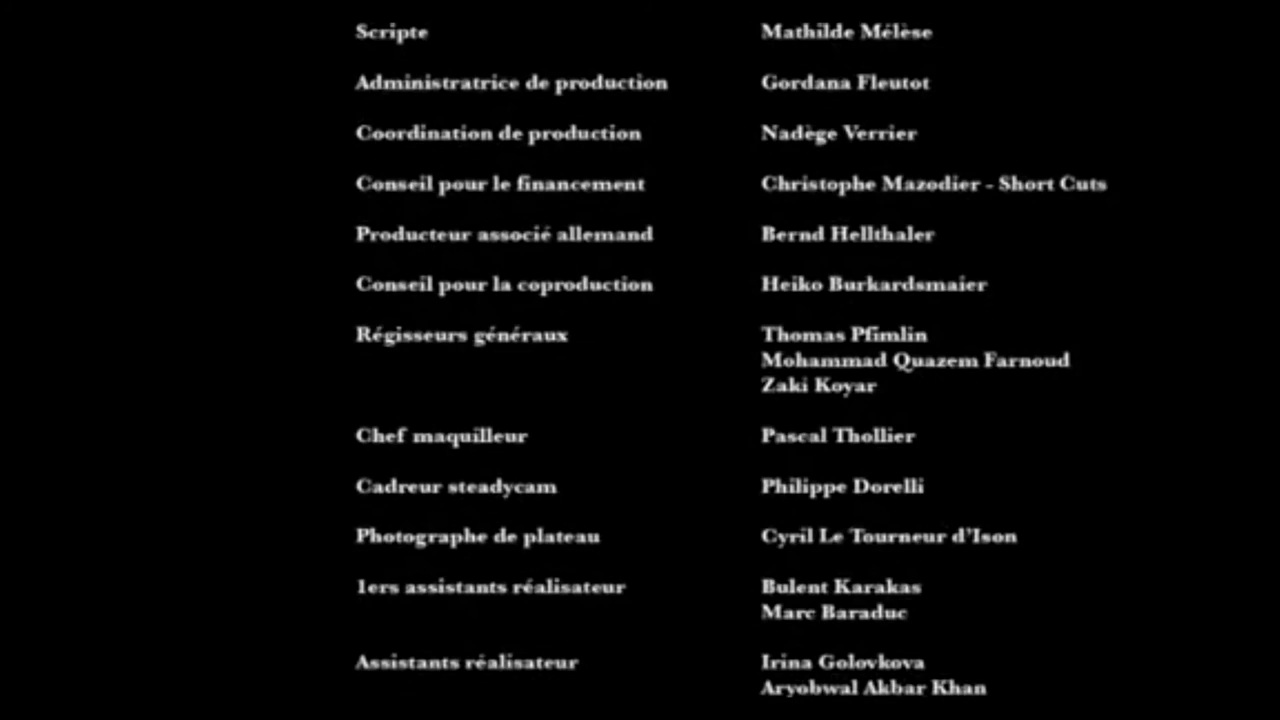 Scripte Mathilde Mélèse
Administratrice de production Gordana Fleutot
Coordination de production Nadège Verrier
Conseil pour le financement Christophe Mazodier - Short Cuts
Producteur associé allemand Bernd Hellthaler
Conseil pour la coproduction Heiko Burkardsmaier
Régisseurs généraux Thomas Pfimlin
Mohammad Quazem Farnoud
Zaki Koyar
Chef maquilleur Pascal Thollier
Cadreur steadycam Philippe Dorelli
Photographe de plateau Cyril Le Tourneur d'Ison
1ers assistants réalisateur Bulent Karakas
Marc Baraduc
Assistants réalisateur Irina Golovkova
Aryobwal Akbar Khan